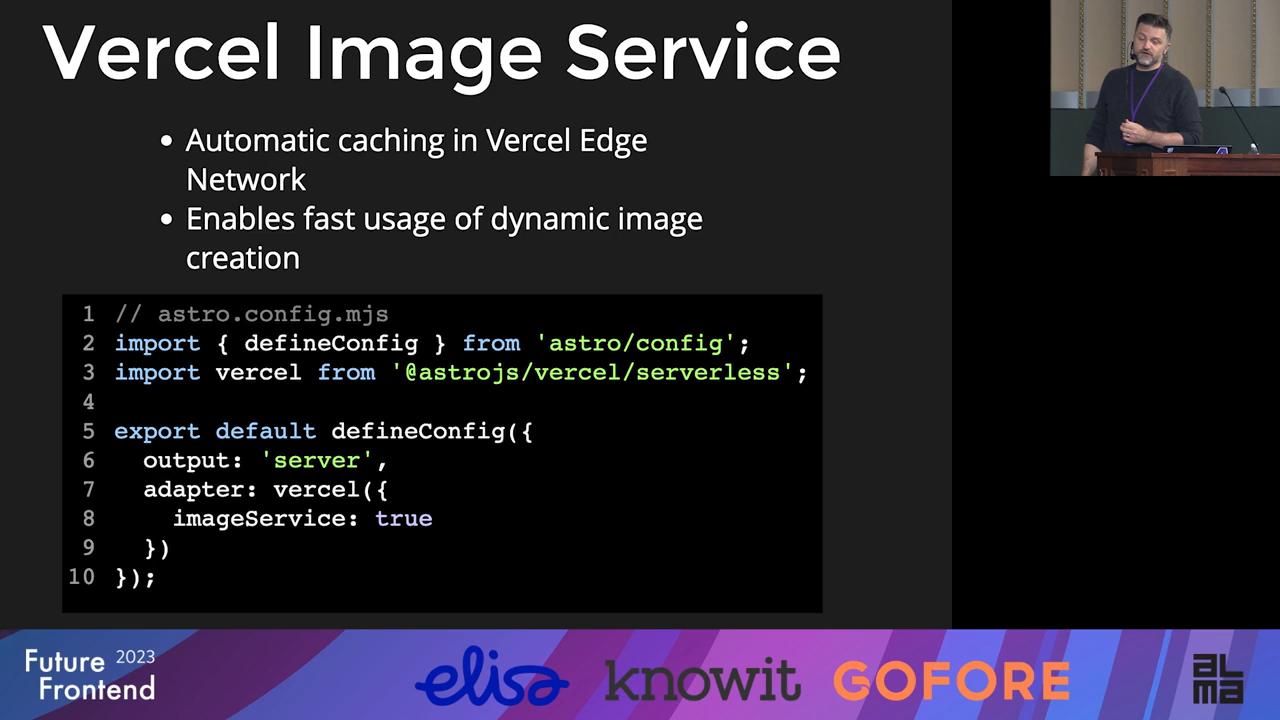 Vercel Image Service
• Automatic caching in Vercel Edge
Network
• Enables fast usage of dynamic image
creation
1 // astro.config.mjs
2 import { defineConfig } from 'astro/config';
3 import vercel from '@astrojs/vercel/serverless';
4
5 export default defineConfig({
6   output: 'server',
7   adapter: vercel({
8     imageService: true
9   })
10 });
Future 2023
Frontend
elisa
knowit
GOFORE
ALMA